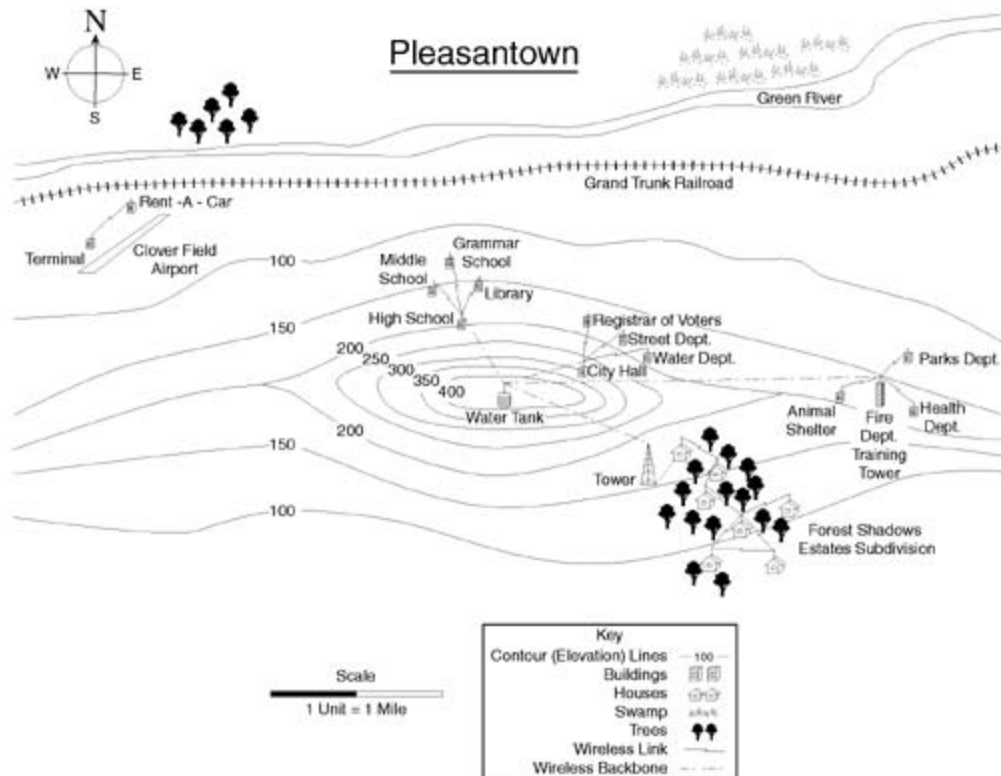 N
Pleasantown
W E
S
Green River
Grand Trunk Railroad
Rent -A - Car
Terminal
Clover Field
Airport
Grammar
School
Middle
School
Library
High School
100
150
200
250
300
350
400
Registrar of Voters
Street Dept.
Water Dept.
City Hall
Parks Dept.
Water Tank
Animal
Shelter
Fire
Dept.
Training
Tower
Health
Dept.
200
150
Tower
100
Forest Shadows
Estates Subdivision
Scale
1 Unit = 1 Mile
Key
Contour (Elevation) Lines 100
Buildings
Houses
Swamp
Trees
Wireless Link
Wireless Backbone